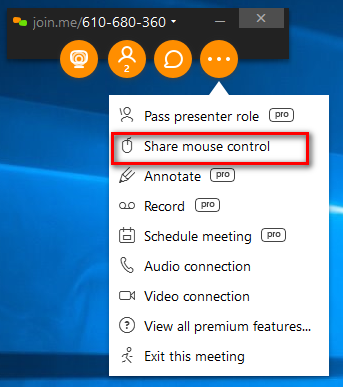 join.me/610-680-360
2
Pass presenter role pro
Share mouse control
Annotate pro
Record pro
Schedule meeting pro
Audio connection
Video connection
View all premium features...
Exit this meeting